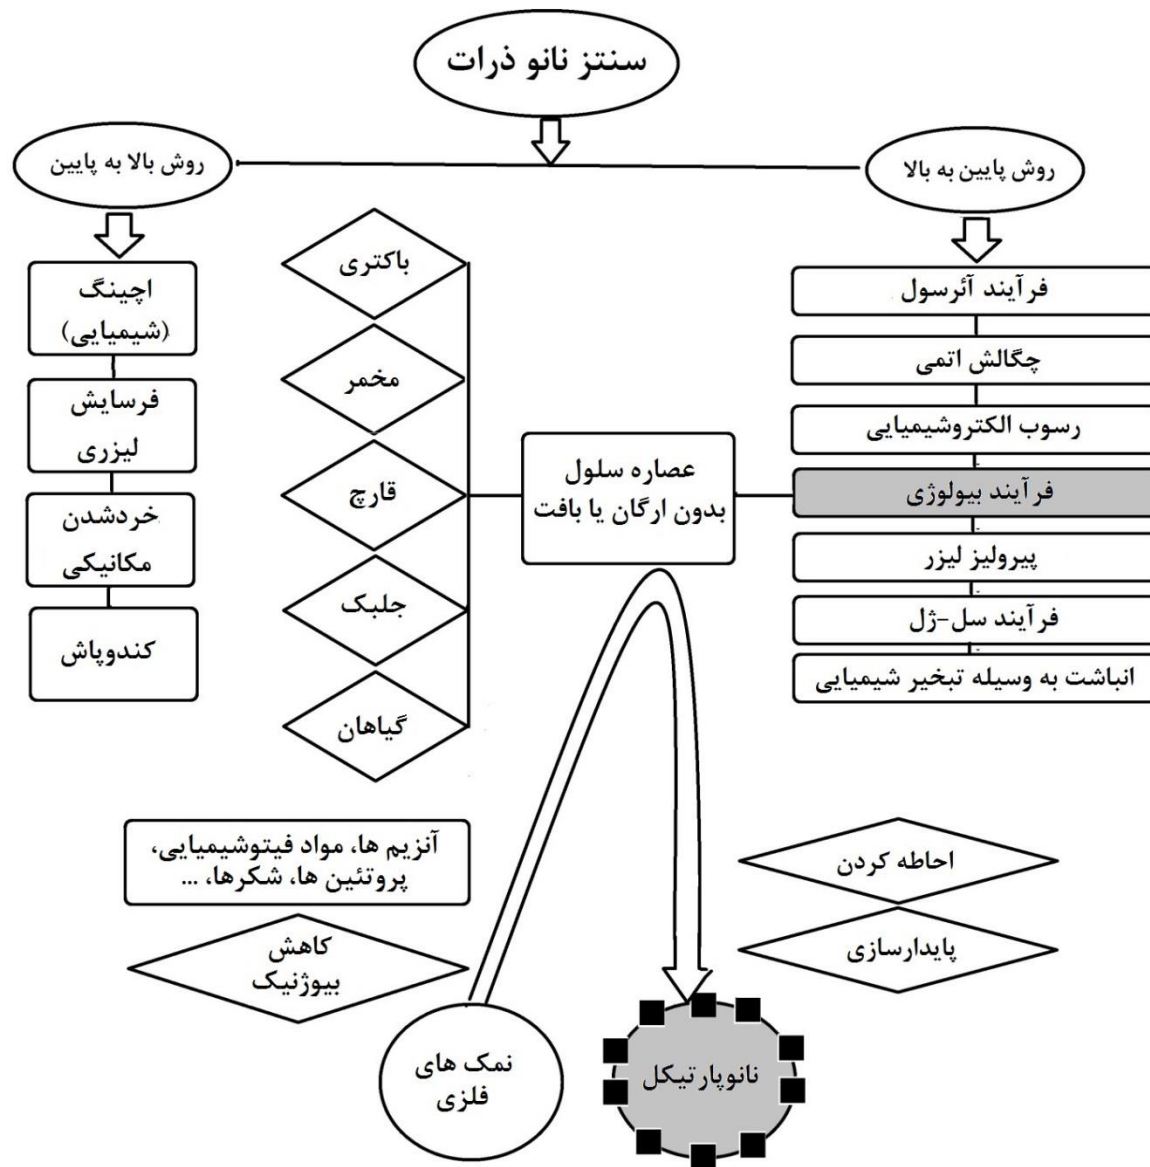 سنتز نانو ذرات
روش پایین به بالا
روش بالا به پایین
فرآیند آئرسول
چگالش اتمی
رسوب الکتروشیمیایی
فرآیند بیولوژی
پیرولیز لیزر
فرآیند سل-ژل
انباشت به وسیله تبخیر شیمیایی
عصاره سلول
بدون ارگان یا بافت
باکتری
مخمر
قارچ
جلبک
گیاهان
اچینگ
(شیمیایی)
فرسایش
لیزری
خردشدن
مکانیکی
کندوپاش
آنزیم ها، مواد فیتوشیمیایی،
پروتئین ها، شکرها، ...
کاهش
بیوژنیک
نمک های
فلزی
احاطه کردن
پایدارسازی
نانوپارتیکل